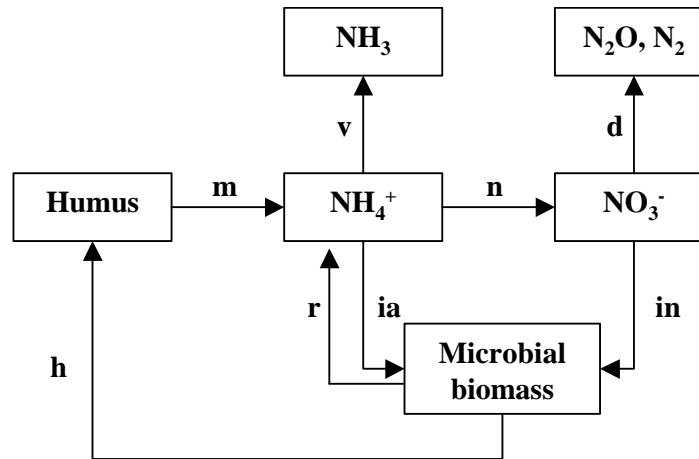 NH₃
N₂O, N₂
v
d
Humus
m
NH₄⁺
n
NO₃⁻
r
ia
in
h
Microbial
biomass